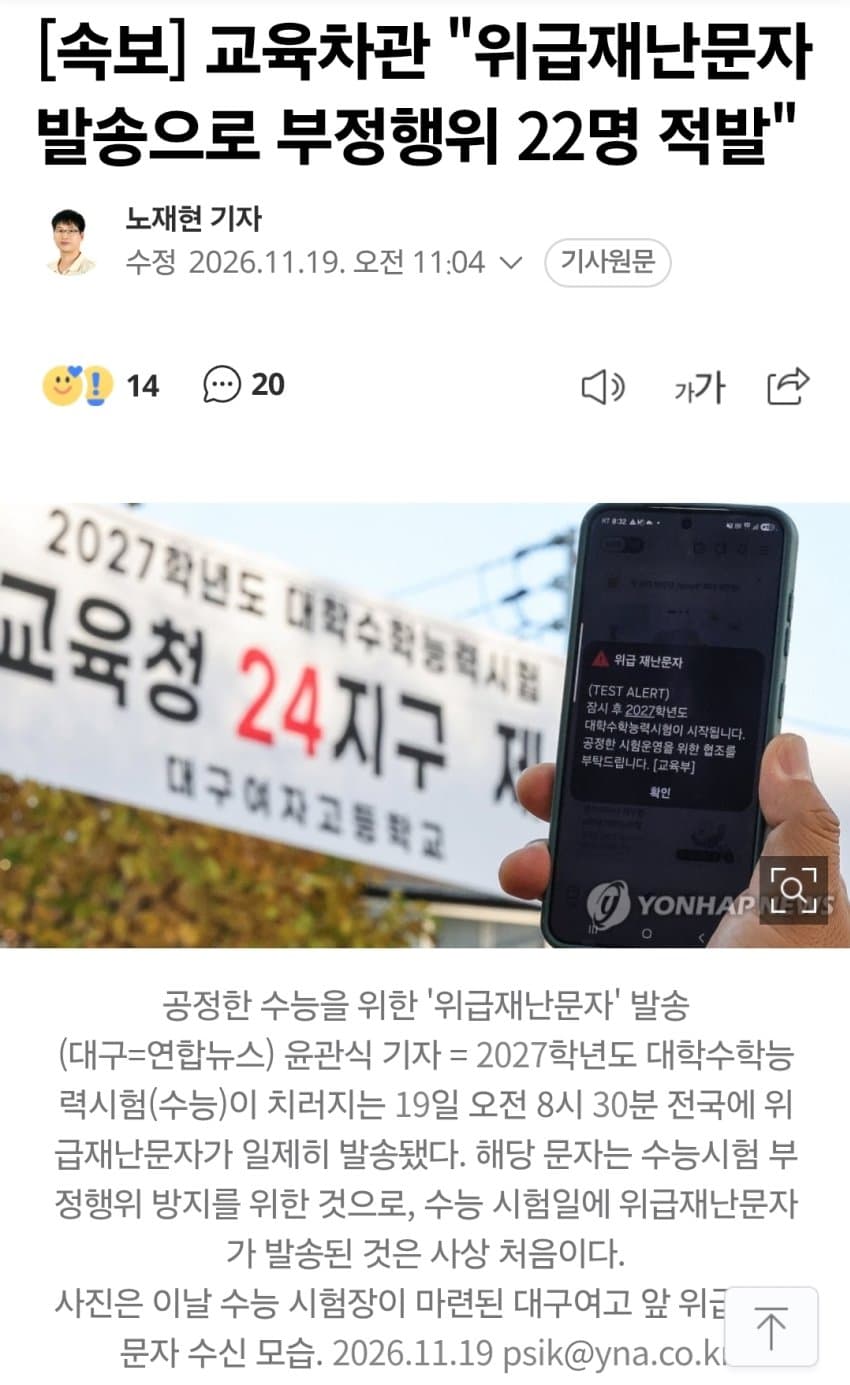 [속보] 교육차관 "위급재난문자
발송으로 부정행위 22명 적발"
노재현 기자
수정 2026.11.19. 오전 11:04
기사원문
14
20
가가
2027학년도 대학수학능력시험
교육청 24지구 제
대구여자고등학교
KT 8:32
위급 재난문자
(TEST ALERT)
잠시 후 2027학년도
대학수학능력시험이 시작됩니다.
공정한 시험운영을 위한 협조를
부탁드립니다. [교육부]
확인
YONHAPNEWS
공정한 수능을 위한 '위급재난문자' 발송
(대구=연합뉴스) 윤관식 기자 = 2027학년도 대학수학능
력시험(수능)이 치러지는 19일 오전 8시 30분 전국에 위
급재난문자가 일제히 발송됐다. 해당 문자는 수능시험 부
정행위 방지를 위한 것으로, 수능 시험일에 위급재난문자
가 발송된 것은 사상 처음이다.
사진은 이날 수능 시험장이 마련된 대구여고 앞 위급
문자 수신 모습. 2026.11.19 psik@yna.co.kr